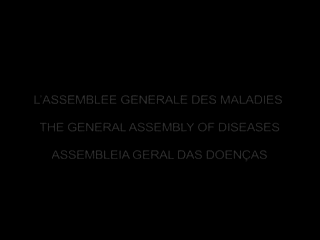 L'ASSEMBLEE GENERALE DES MALADIES
THE GENERAL ASSEMBLY OF DISEASES
ASSEMBLEIA GERAL DAS DOENÇAS